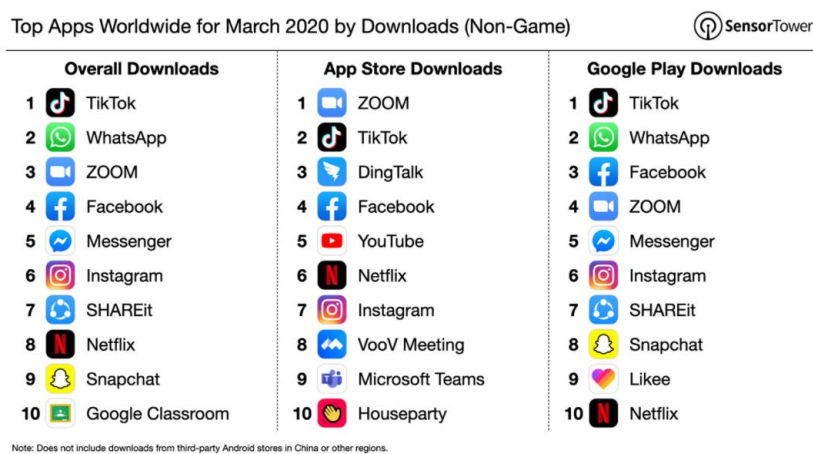 Top Apps Worldwide for March 2020 by Downloads (Non-Game)
SensorTower
Overall Downloads
1 TikTok
2 WhatsApp
3 ZOOM
4 Facebook
5 Messenger
6 Instagram
7 SHAREit
8 Netflix
9 Snapchat
10 Google Classroom
App Store Downloads
1 ZOOM
2 TikTok
3 DingTalk
4 Facebook
5 YouTube
6 Netflix
7 Instagram
8 VooV Meeting
9 Microsoft Teams
10 Houseparty
Google Play Downloads
1 TikTok
2 WhatsApp
3 Facebook
4 ZOOM
5 Messenger
6 Instagram
7 SHAREit
8 Snapchat
9 Likee
10 Netflix
Note: Does not include downloads from third-party Android stores in China or other regions.